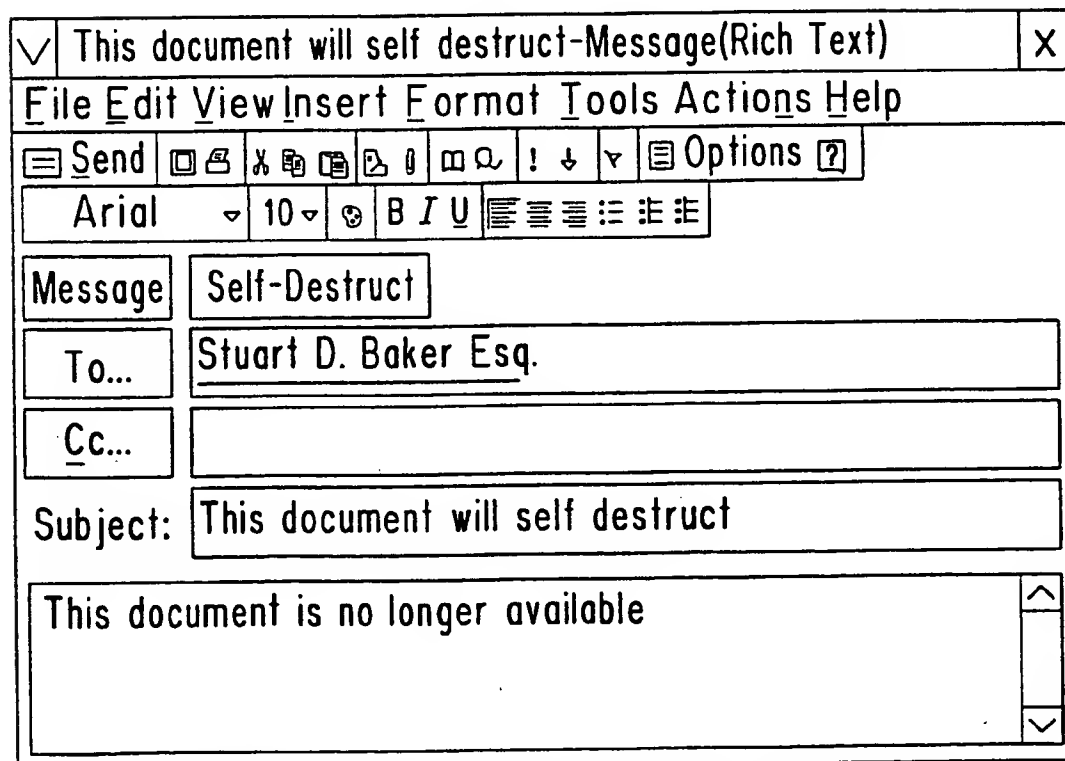 This document will self destruct-Message(Rich Text) X
File Edit View Insert Format Tools Actions Help
Send ! Options ?
Arial 10 B I U
Message Self-Destruct
To... Stuart D. Baker Esq.
Cc...
Subject: This document will self destruct
This document is no longer available